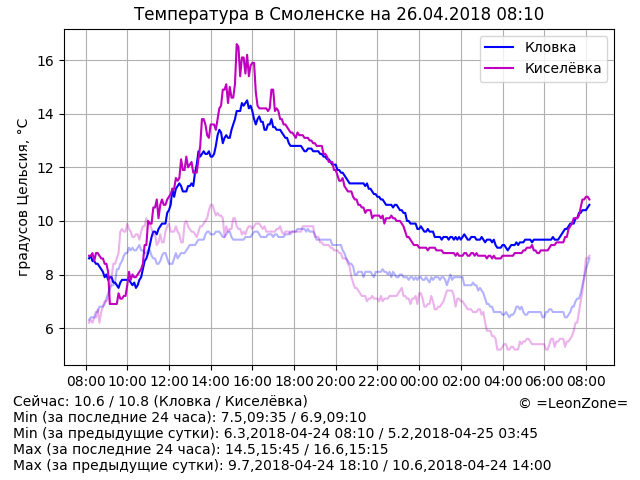 Температура в Смоленске на 26.04.2018 08:10
градусов Цельсия, °C
16
14
12
10
8
6
Кловка
Киселёвка
08:00 10:00 12:00 14:00 16:00 18:00 20:00 22:00 00:00 02:00 04:00 06:00 08:00
Сейчас: 10.6 / 10.8 (Кловка / Киселёвка)
© =LeonZone=
Min (за последние 24 часа): 7.5,09:35 / 6.9,09:10
Min (за предыдущие сутки): 6.3,2018-04-24 08:10 / 5.2,2018-04-25 03:45
Max (за последние 24 часа): 14.5,15:45 / 16.6,15:15
Max (за предыдущие сутки): 9.7,2018-04-24 18:10 / 10.6,2018-04-24 14:00